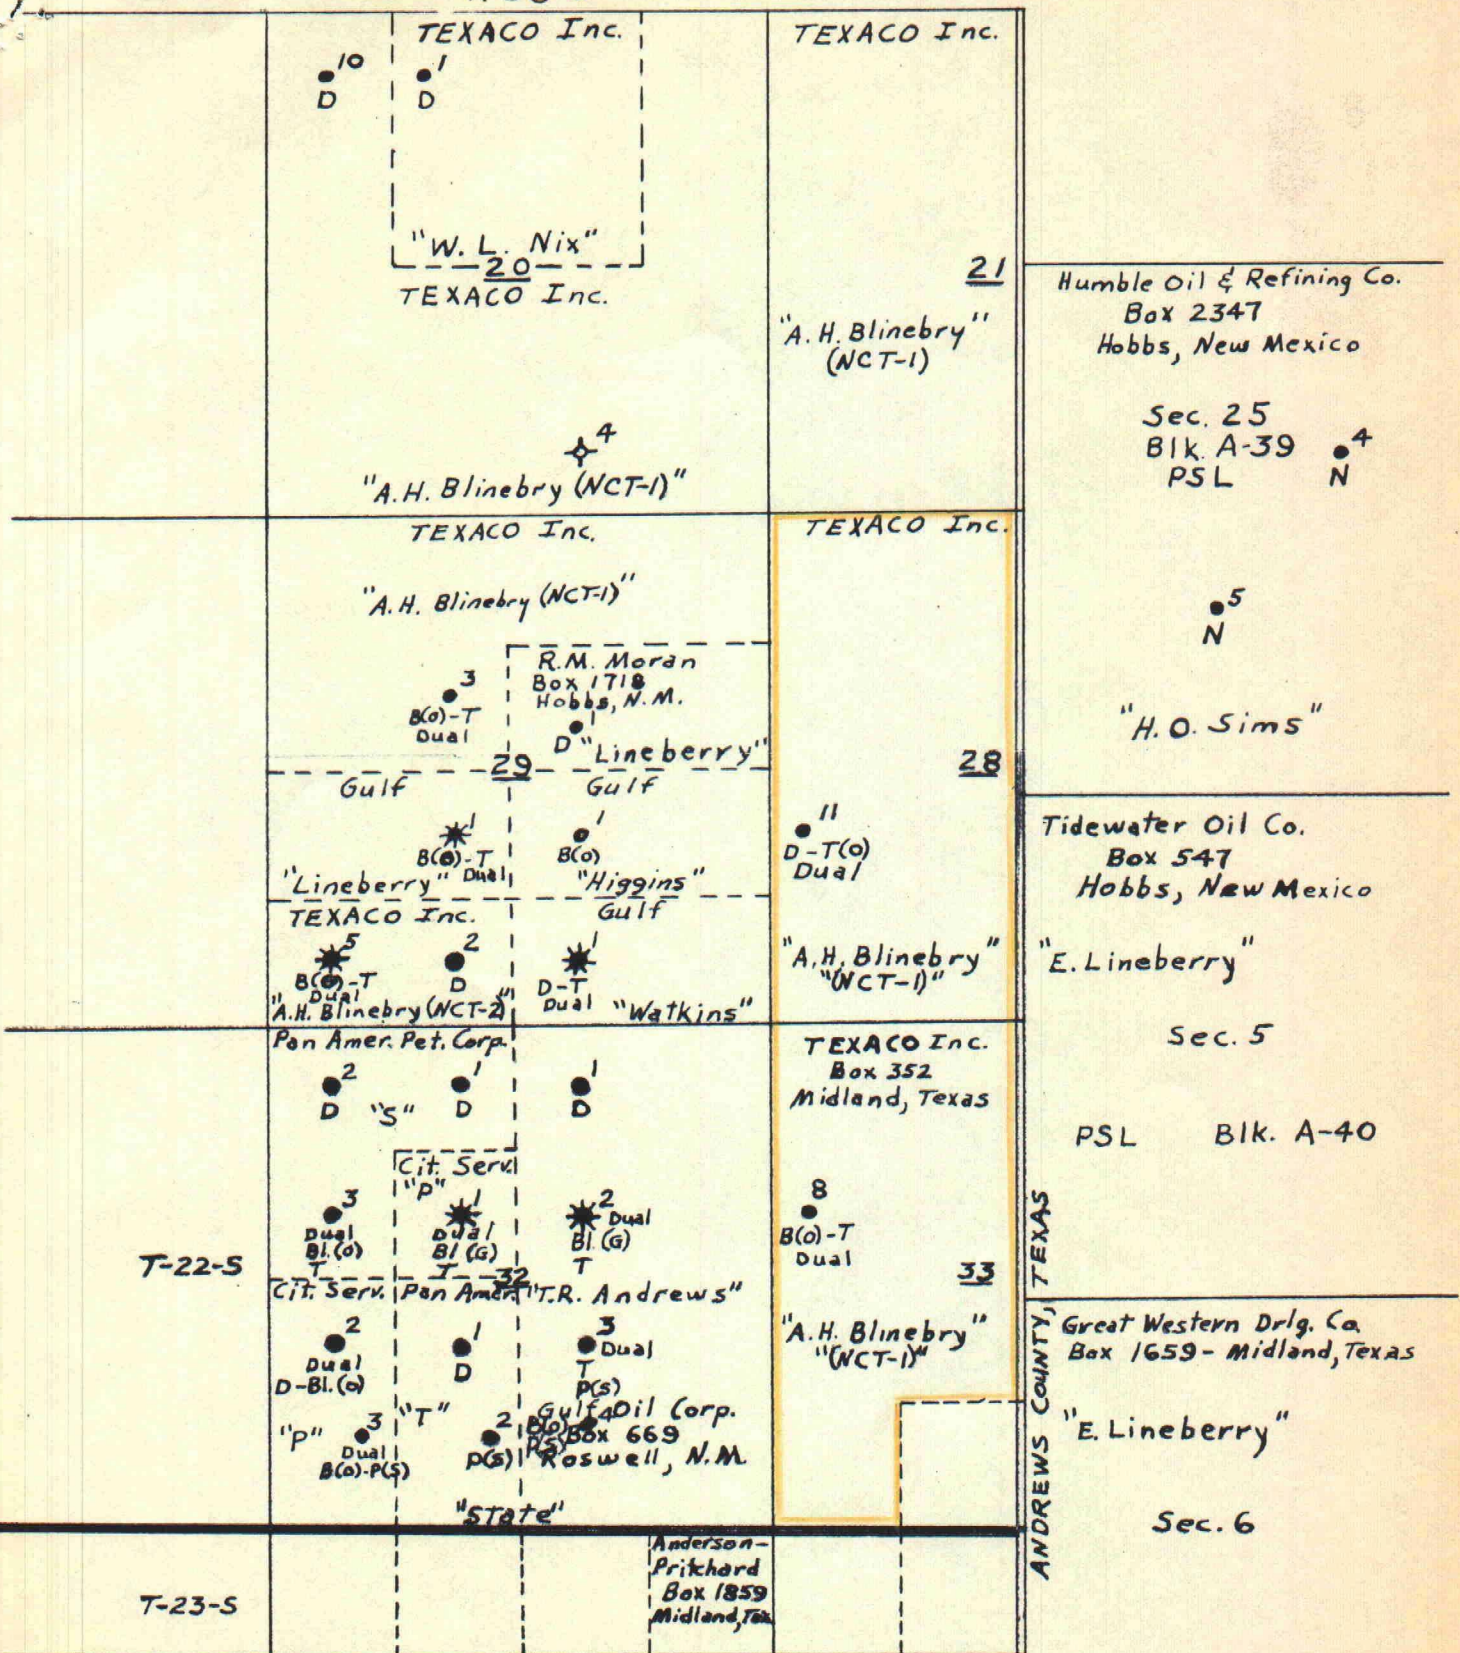 TEXACO Inc.
10
D
1
D
"W. L. Nix"
20
TEXACO Inc.
4
"A.H. Blinebry (NCT-1)"
TEXACO Inc.
21
"A.H. Blinebry"
(NCT-1)
Humble Oil & Refining Co.
Box 2347
Hobbs, New Mexico
Sec. 25
Blk. A-39
PSL
4
N
5
N
"H.O. Sims"
TEXACO Inc.
"A.H. Blinebry (NCT-1)"
3
B(O)-T
Dual
R.M. Moran
Box 1718
Hobbs, N.M.
1
D
"Lineberry"
29
Gulf
1
B(O)-T
Dual
"Lineberry"
Gulf
1
B(O)
"Higgins"
TEXACO Inc.
5
B(O)-T
Dual
2
D
"A.H. Blinebry (NCT-2)"
Gulf
1
D-T
Dual
"Watkins"
TEXACO Inc.
28
11
D-T(O)
Dual
"A.H. Blinebry"
"(NCT-1)"
Tidewater Oil Co.
Box 547
Hobbs, New Mexico
"E. Lineberry"
Sec. 5
PSL Blk. A-40
Pan Amer. Pet. Corp.
2
D
"S"
1
D
1
D
Cit. Serv.
"P"
3
Dual
Bl.(O)
T
1
Dual
Bl(G)
T
2
Dual
Bl.(G)
T
T-22-S
32
Cit. Serv.
Pan Amer.
"T.R. Andrews"
2
Dual
D-Bl.(O)
1
D
3
Dual
T
P(S)
"P"
3
Dual
B(O)-P(S)
"T"
2
P(S)
4
B(O)
P(S)
Gulf Oil Corp.
Box 669
Roswell, N.M.
"State"
TEXACO Inc.
Box 352
Midland, Texas
8
B(O)-T
Dual
33
"A.H. Blinebry"
"(NCT-1)"
ANDREWS COUNTY, TEXAS
Great Western Drlg. Co.
Box 1659 - Midland, Texas
"E. Lineberry"
Sec. 6
T-23-S
Anderson-
Pritchard
Box 1859
Midland, Tex